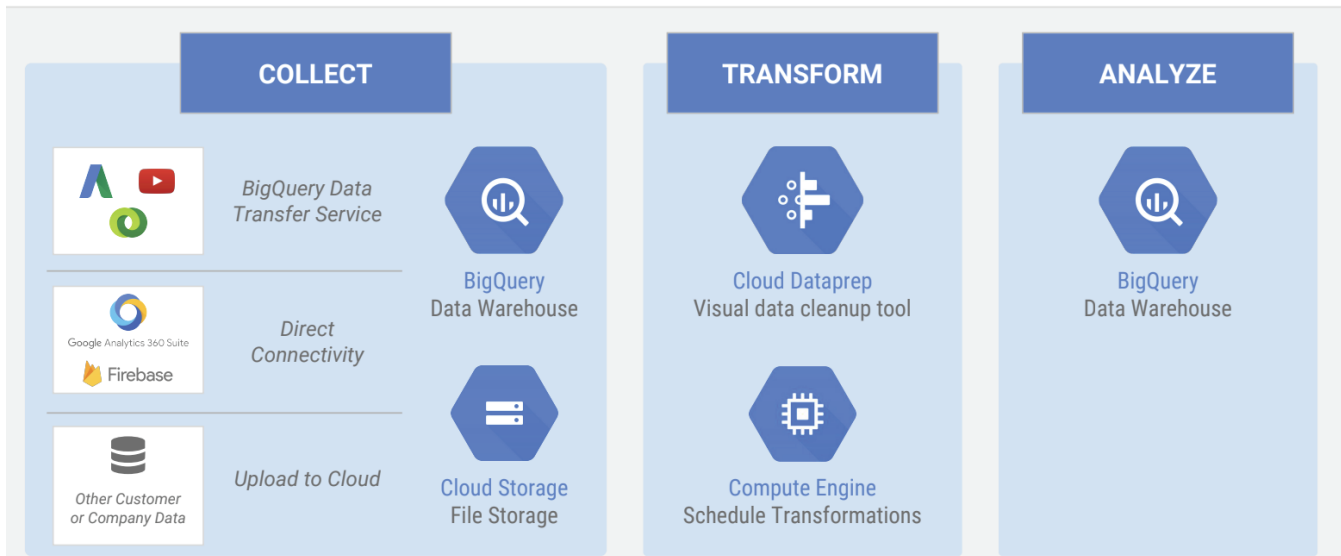 COLLECT
BigQuery Data
Transfer Service
Google Analytics 360 Suite
Firebase
Direct
Connectivity
Other Customer
or Company Data
Upload to Cloud
BigQuery
Data Warehouse
Cloud Storage
File Storage
TRANSFORM
Cloud Dataprep
Visual data cleanup tool
Compute Engine
Schedule Transformations
ANALYZE
BigQuery
Data Warehouse